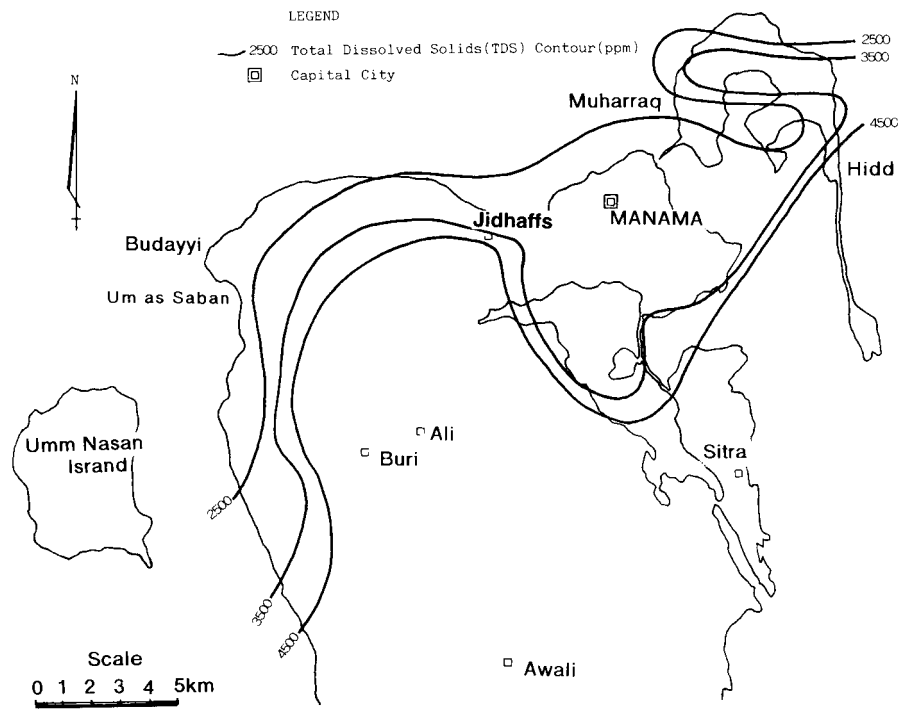 LEGEND
2500 Total Dissolved Solids(TDS) Contour(ppm)
Capital City
N
2500
3500
4500
Muharraq
Hidd
Jidhaffs
MANAMA
Budayyi
Um as Saban
Umm Nasan
Isrand
Ali
Buri
Sitra
2500
3500
4500
Awali
Scale
0 1 2 3 4 5km